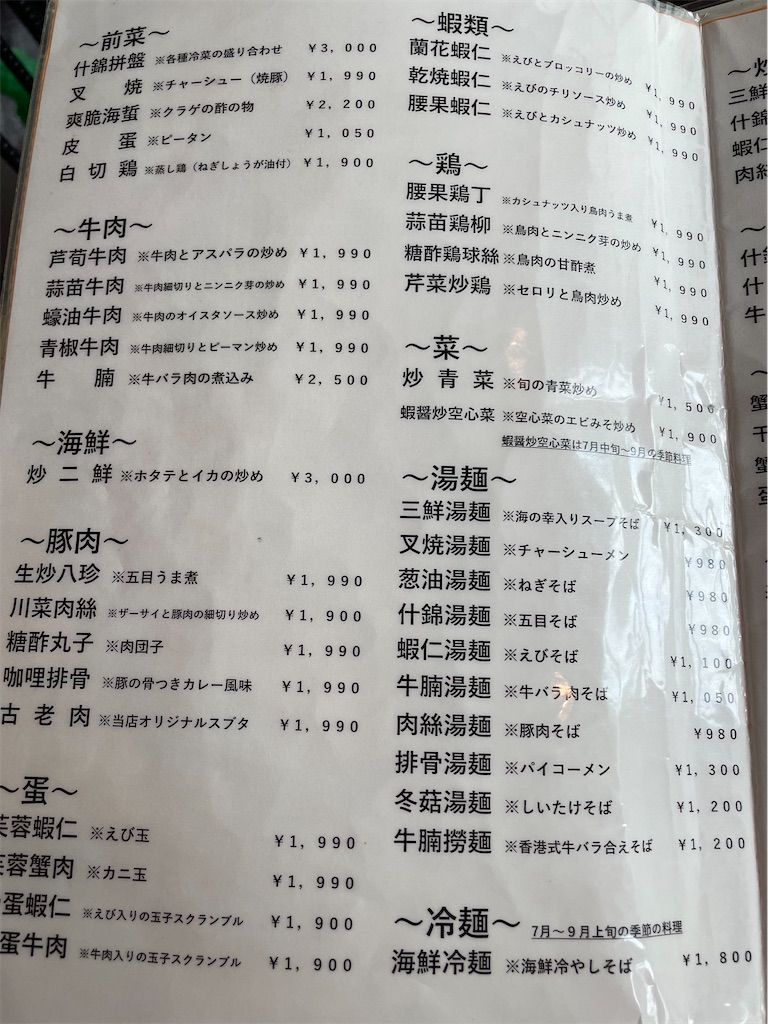 ～前菜～
什錦拼盤 ※各種冷菜の盛り合わせ ￥3,000
叉焼 ※チャーシュー（焼豚） ￥1,990
爽脆海蜇 ※クラゲの酢の物 ￥2,200
皮蛋 ※ピータン ￥1,050
白切鶏 ※蒸し鶏（ねぎしょうが油付） ￥1,900
～牛肉～
芦筍牛肉 ※牛肉とアスパラの炒め ￥1,990
蒜苗牛肉 ※牛肉細切りとニンニク芽の炒め ￥1,990
蠔油牛肉 ※牛肉のオイスタソース炒め ￥1,990
青椒牛肉 ※牛肉細切りとピーマン炒め ￥1,990
牛腩 ※牛バラ肉の煮込み ￥2,500
～海鮮～
炒二鮮 ※ホタテとイカの炒め ￥3,000
～豚肉～
生炒八珍 ※五目うま煮 ￥1,990
川菜肉絲 ※ザーサイと豚肉の細切り炒め ￥1,900
糖酢丸子 ※肉団子 ￥1,990
咖哩排骨 ※豚の骨つきカレー風味 ￥1,990
古老肉 ※当店オリジナルスブタ ￥1,990
～蛋～
芙蓉蝦仁 ※えび玉 ￥1,990
芙蓉蟹肉 ※カニ玉 ￥1,990
蛋蝦仁 ※えび入りの玉子スクランブル ￥1,900
蛋牛肉 ※牛肉入りの玉子スクランブル ￥1,900
～蝦類～
蘭花蝦仁 ※えびとブロッコリーの炒め ￥1,990
乾焼蝦仁 ※えびのチリソース炒め ￥1,990
腰果蝦仁 ※えびとカシュナッツ炒め ￥1,990
～鶏～
腰果鶏丁 ※カシュナッツ入り鳥肉うま煮 ￥1,990
蒜苗鶏柳 ※鳥肉とニンニク芽の炒め ￥1,990
糖酢鶏球絲 ※鳥肉の甘酢煮 ￥1,990
芹菜炒鶏 ※セロリと鳥肉炒め ￥1,990
～菜～
炒青菜 ※旬の青菜炒め ￥1,500
蝦醤炒空心菜 ※空心菜のエビみそ炒め ￥1,900
蝦醤炒空心菜は7月中旬～9月の季節料理
～湯麺～
三鮮湯麺 ※海の幸入りスープそば ￥1,300
叉焼湯麺 ※チャーシューメン ￥980
葱油湯麺 ※ねぎそば ￥980
什錦湯麺 ※五目そば ￥980
蝦仁湯麺 ※えびそば ￥1,100
牛腩湯麺 ※牛バラ肉そば ￥1,050
肉絲湯麺 ※豚肉そば ￥980
排骨湯麺 ※パイコーメン ￥1,300
冬菇湯麺 ※しいたけそば ￥1,200
牛腩撈麺 ※香港式牛バラ合えそば ￥1,200
～冷麺～ 7月～9月上旬の季節の料理
海鮮冷麺 ※海鮮冷やしそば ￥1,800
三鮮
什錦
蝦仁
肉絲
什
牛
蟹
干
蟹